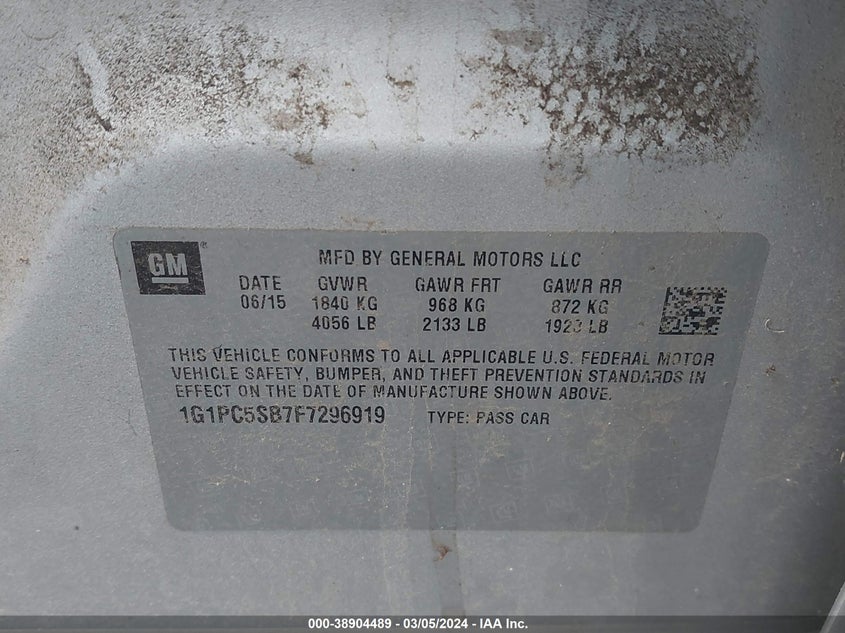 GM ® MFD BY GENERAL MOTORS LLC
DATE GVWR GAWR FRT GAWR RR
06/15 1840 KG 968 KG 872 KG
4056 LB 2133 LB 1923 LB
THIS VEHICLE CONFORMS TO ALL APPLICABLE U.S. FEDERAL MOTOR
VEHICLE SAFETY, BUMPER, AND THEFT PREVENTION STANDARDS IN
EFFECT ON THE DATE OF MANUFACTURE SHOWN ABOVE.
1G1PC5SB7F7296919 TYPE: PASS CAR
000-38904489 - 03/05/2024 - IAA Inc.